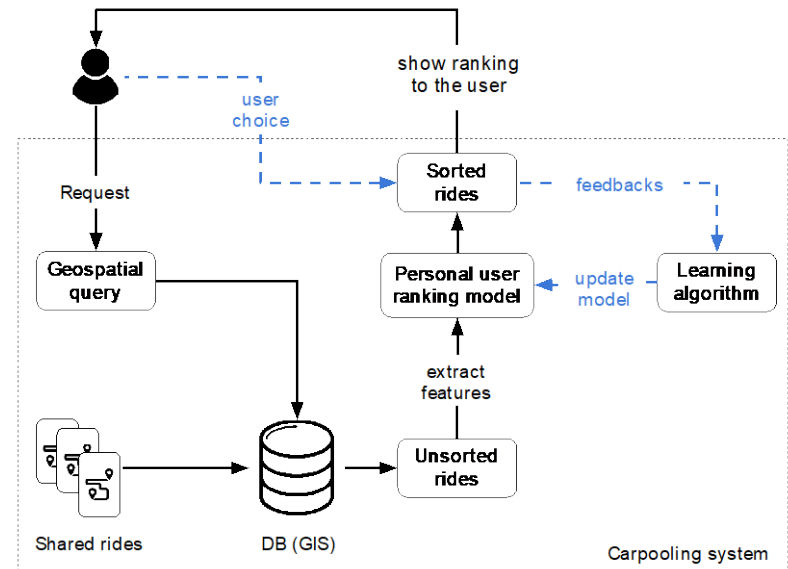 show ranking
to the user
user
choice
Request
Sorted
rides
feedbacks
Geospatial
query
Personal user
ranking model
update
model
Learning
algorithm
extract
features
Unsorted
rides
Shared rides
DB (GIS)
Carpooling system